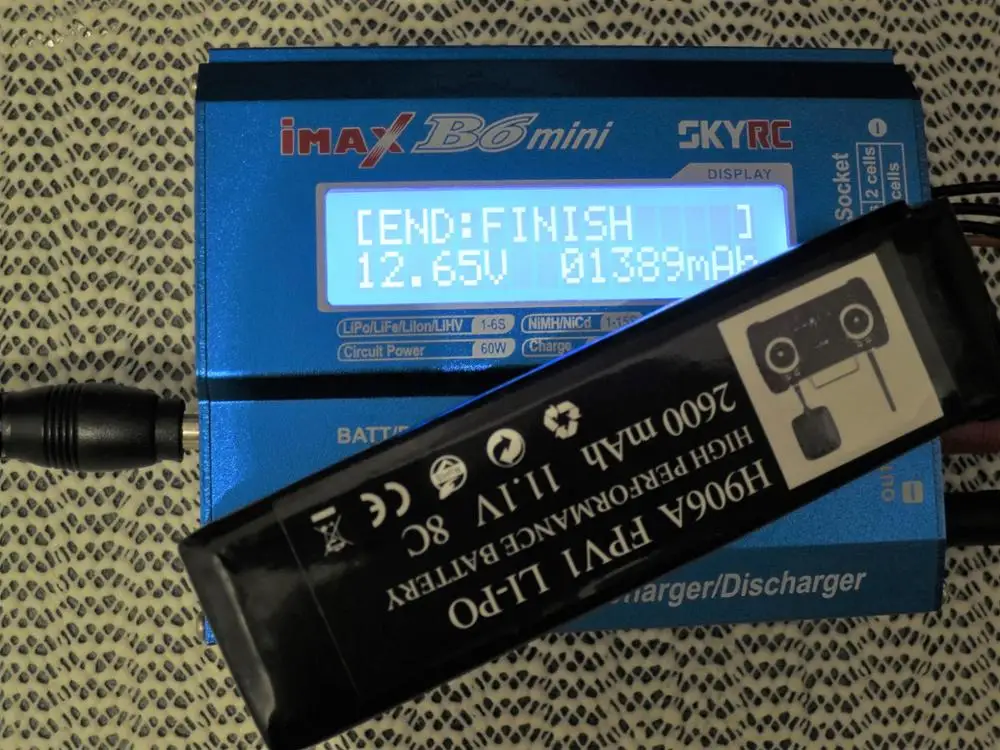 iMAX B6 mini SKYRC
DISPLAY
[END:FINISH ]
12.65V 01389mAh
LiPo/LiFe/LiIon/LiHV 1-6S NiMH/NiCd
Circuit Power 60W Charge
Socket
2 cells
cells
BATT/
Charger/Discharger
H906A FPV1 LI-PO
HIGH PERFORMANCE BATTERY
2600 mAh 11.1V 8C
CE